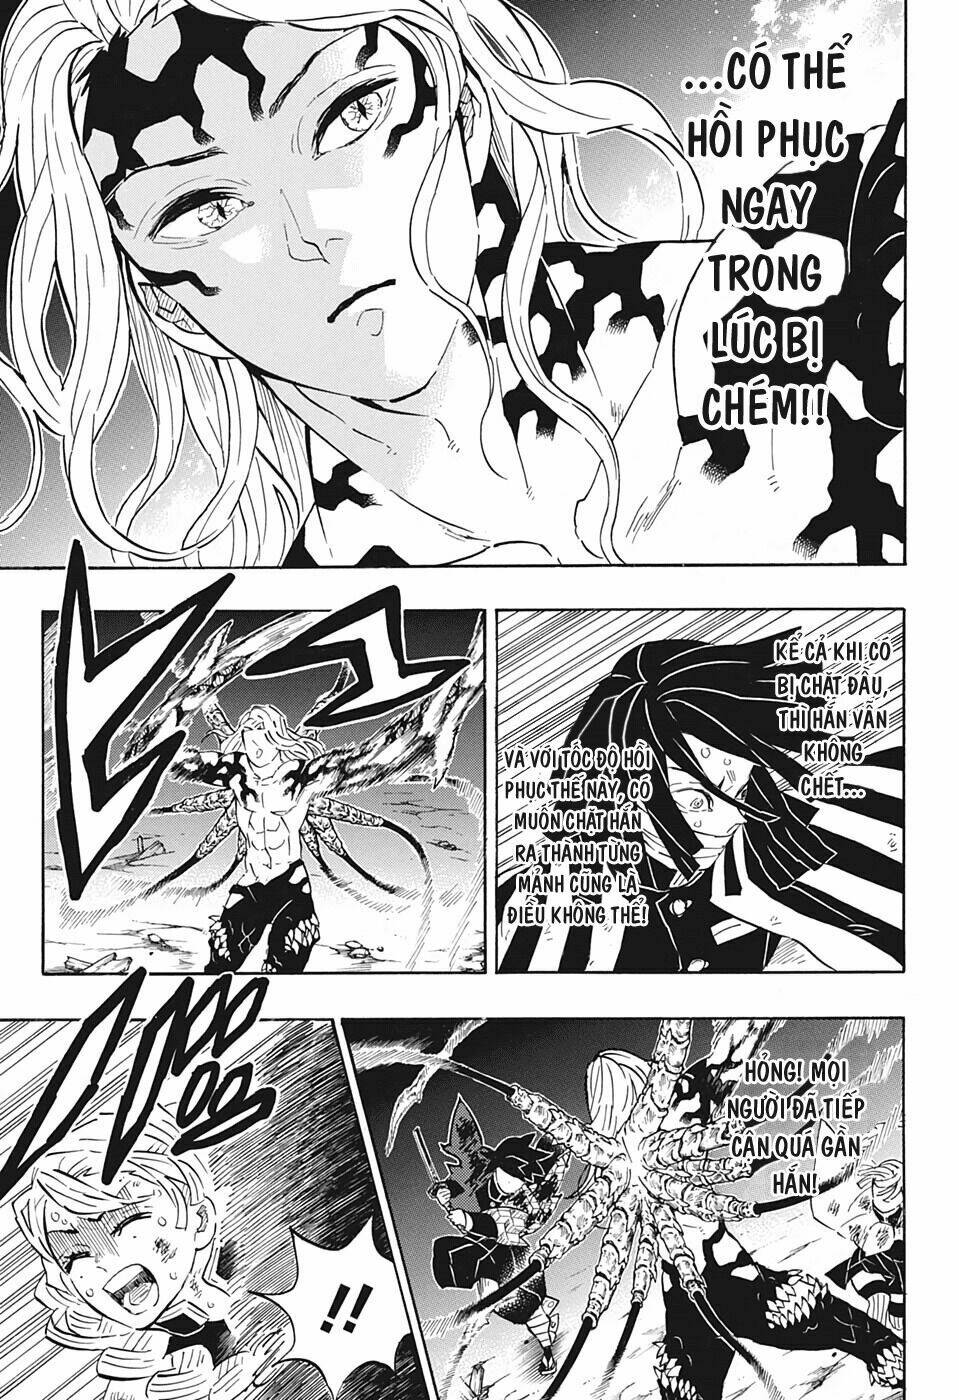 ...CÓ THỂ
HỒI PHỤC
NGAY
TRONG
LÚC BỊ
CHÉM!!
KỂ CẢ KHI CÓ
BỊ CHẶT ĐẦU,
THÌ HẮN VẪN
KHÔNG
CHẾT...
VÀ VỚI TỐC ĐỘ HỒI
PHỤC THẾ NÀY, CÓ
MUỐN CHẶT HẮN
RA THÀNH TỪNG
MẢNH CŨNG LÀ
ĐIỀU KHÔNG THỂ!
HỎNG! MỌI
NGƯỜI ĐÃ TIẾP
CẬN QUÁ GẦN
HẮN!
!!